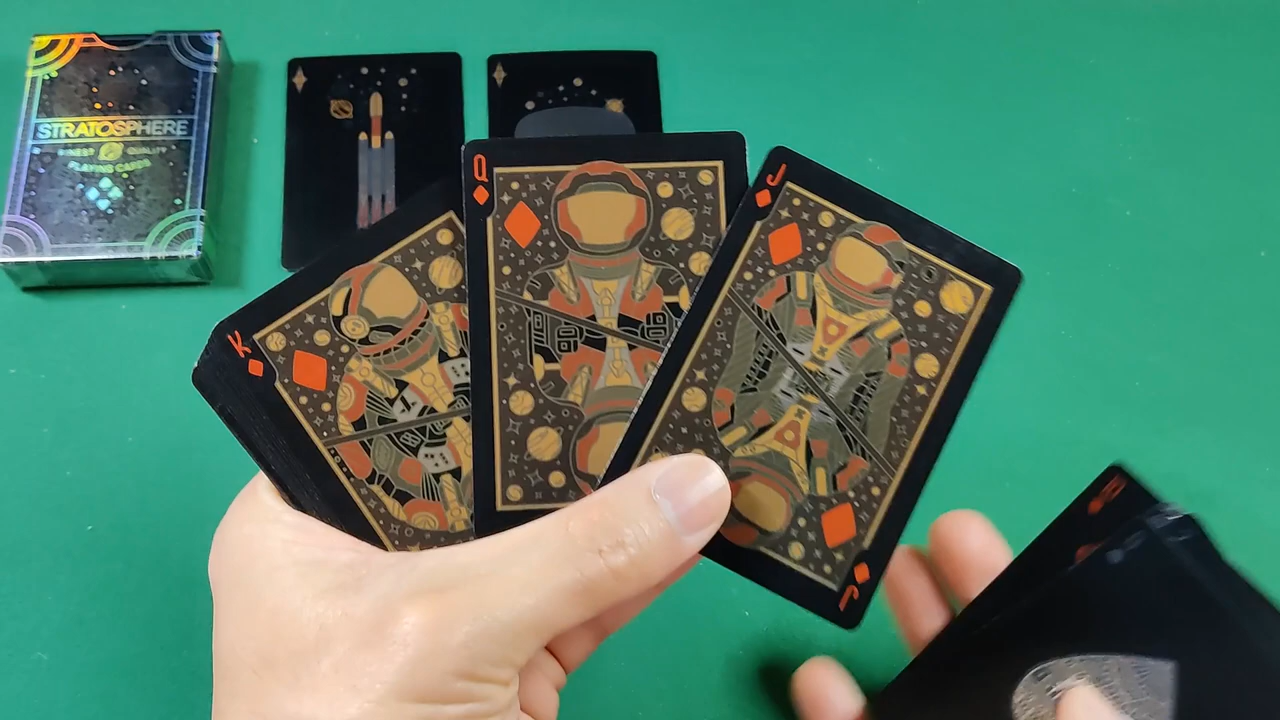 STRATOSPHERE
FINEST QUALITY
PLAYING CARDS
K
Q
J
J